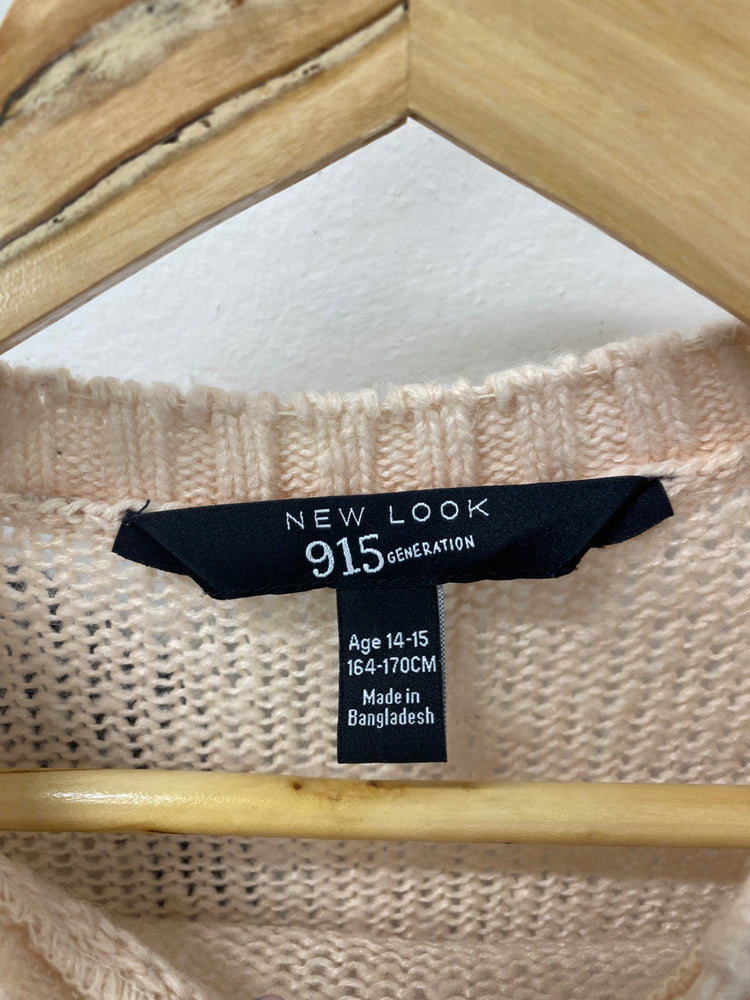 NEW LOOK
915 GENERATION
Age 14-15
164-170CM
Made in
Bangladesh